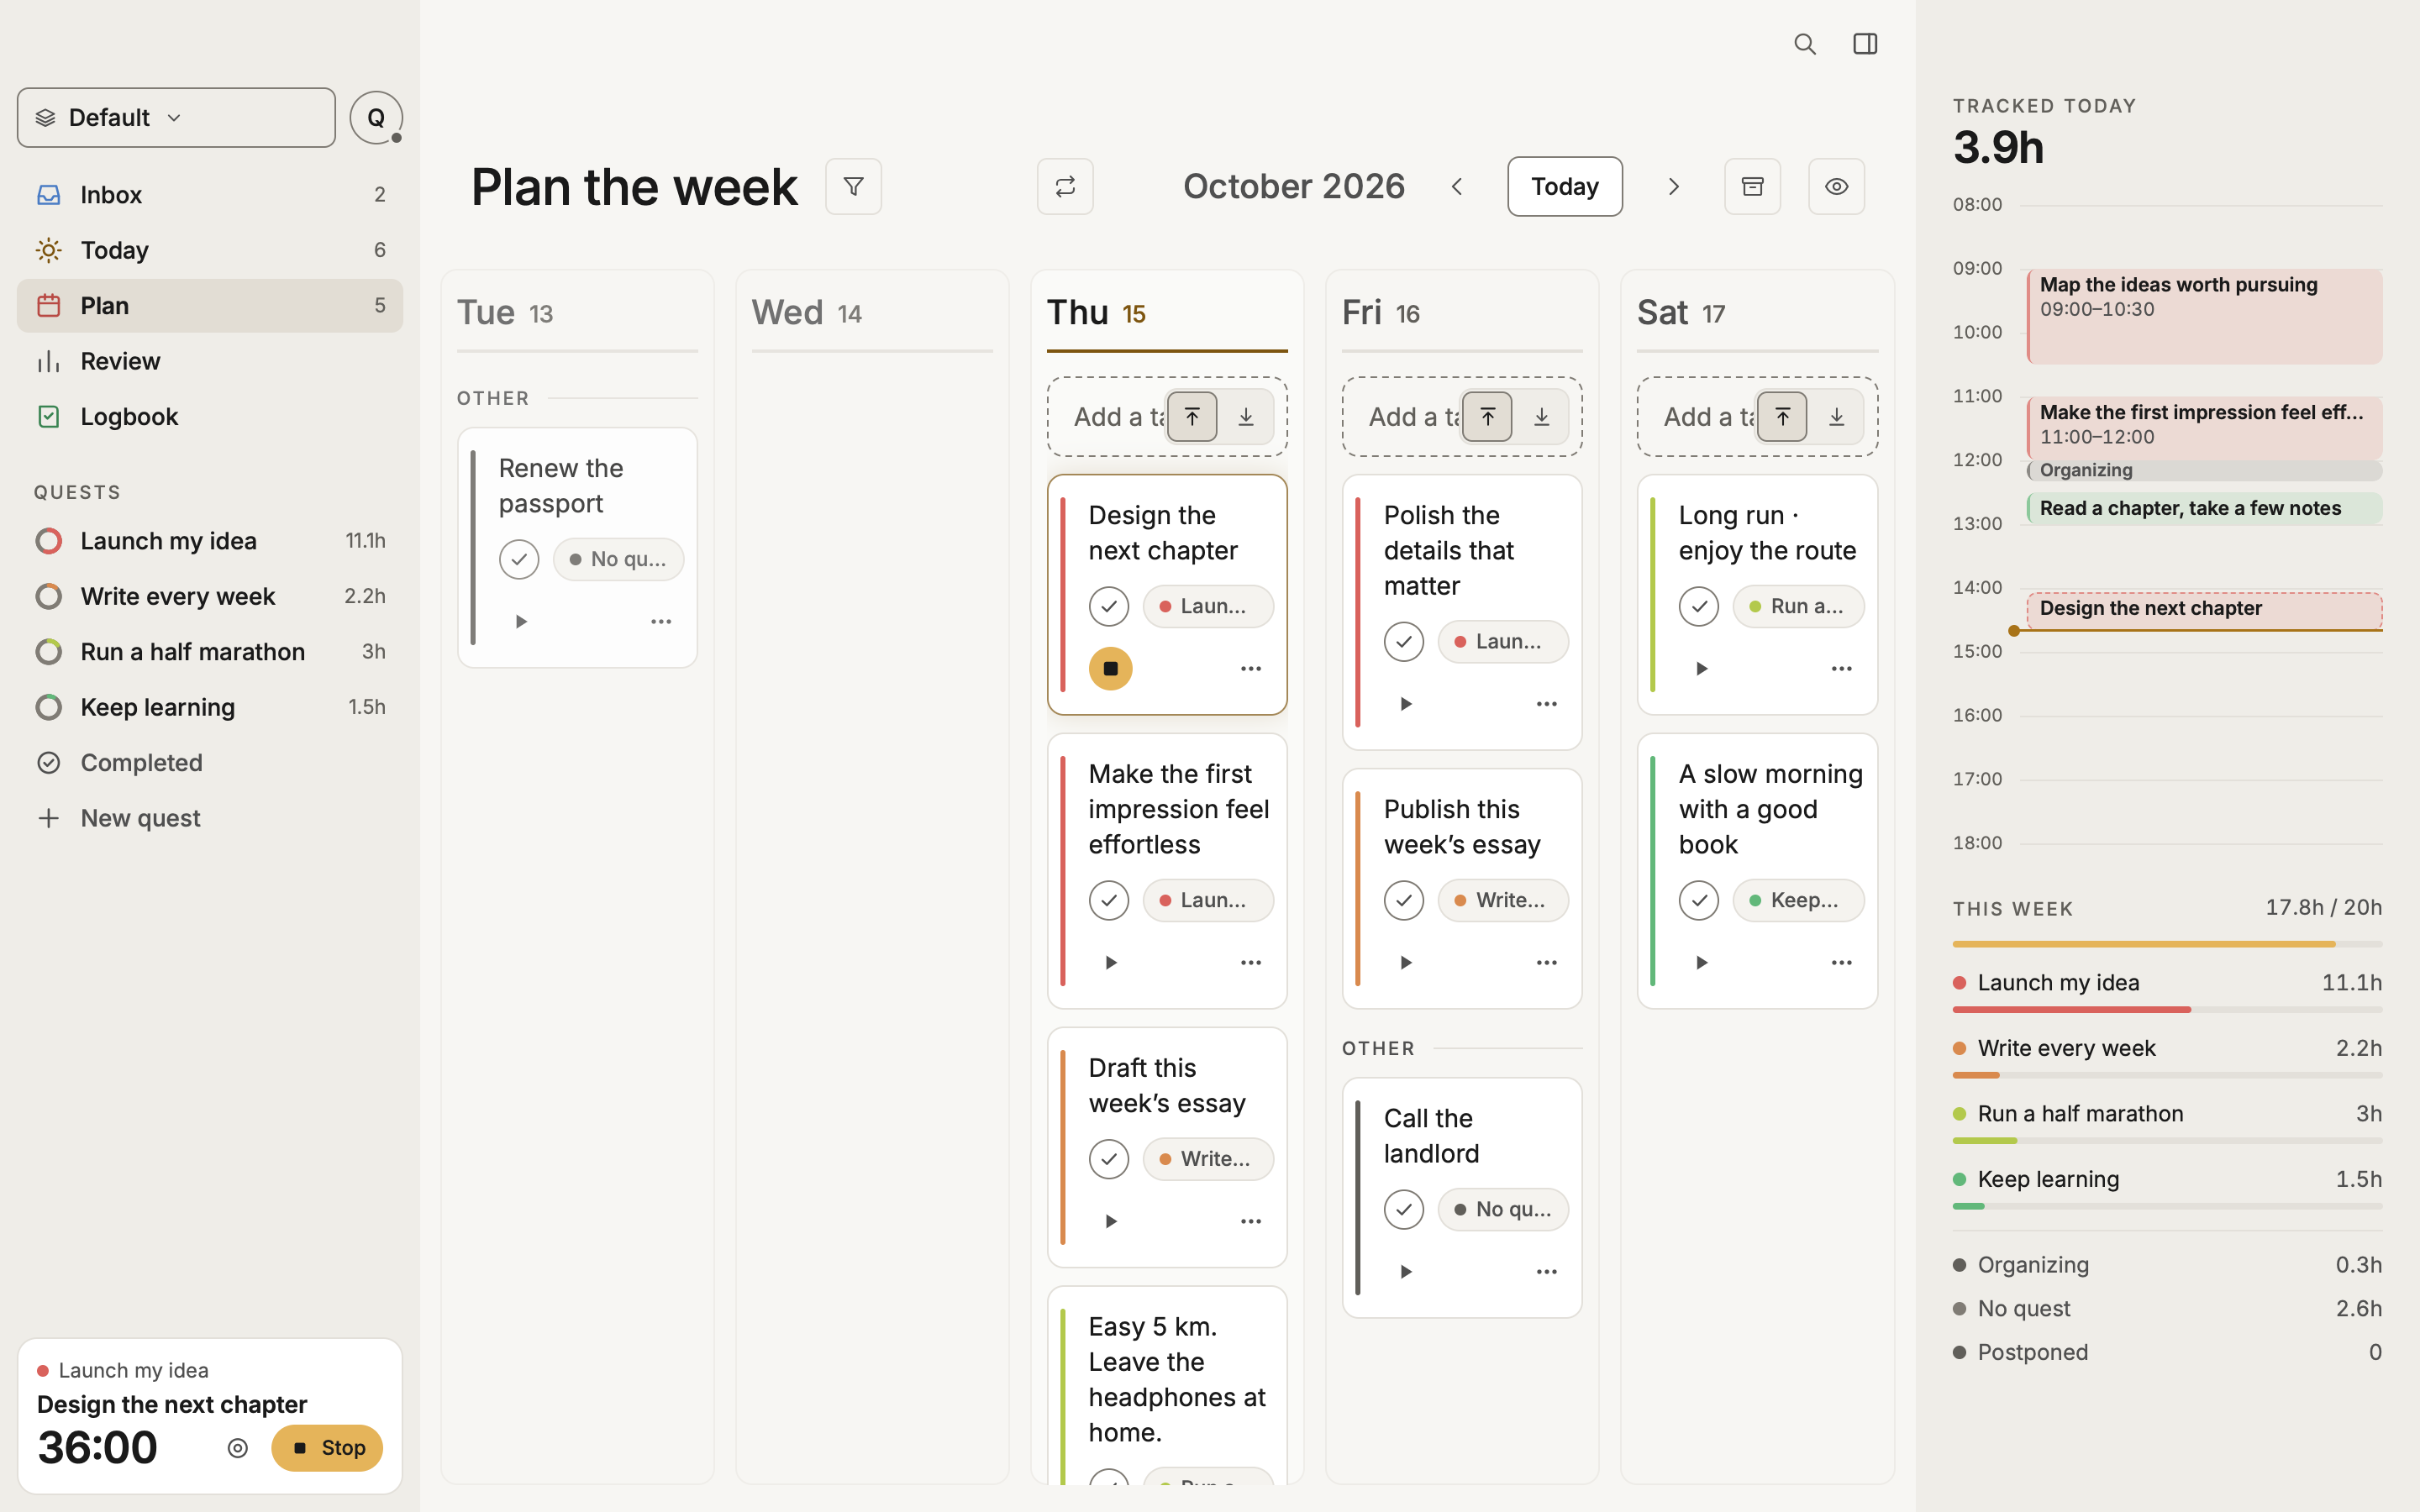 Default
Q
Inbox 2
Today 6
Plan 5
Review
Logbook
QUESTS
Launch my idea 11.1h
Write every week 2.2h
Run a half marathon 3h
Keep learning 1.5h
Completed
New quest
Launch my idea
Design the next chapter
36:00 Stop
Plan the week
October 2026
Today
Tue 13
OTHER
Renew the
passport
No qu...
Wed 14
Thu 15
Add a ta
Design the
next chapter
Laun...
Make the first
impression feel
effortless
Laun...
Draft this
week’s essay
Write...
Easy 5 km.
Leave the
headphones at
home.
Fri 16
Add a ta
Polish the
details that
matter
Laun...
Publish this
week’s essay
Write...
OTHER
Call the
landlord
No qu...
Sat 17
Add a ta
Long run ·
enjoy the route
Run a...
A slow morning
with a good
book
Keep...
TRACKED TODAY
3.9h
08:00
09:00
Map the ideas worth pursuing
09:00–10:30
10:00
11:00
Make the first impression feel eff...
11:00–12:00
12:00
Organizing
Read a chapter, take a few notes
13:00
14:00
Design the next chapter
15:00
16:00
17:00
18:00
THIS WEEK 17.8h / 20h
Launch my idea 11.1h
Write every week 2.2h
Run a half marathon 3h
Keep learning 1.5h
Organizing 0.3h
No quest 2.6h
Postponed 0